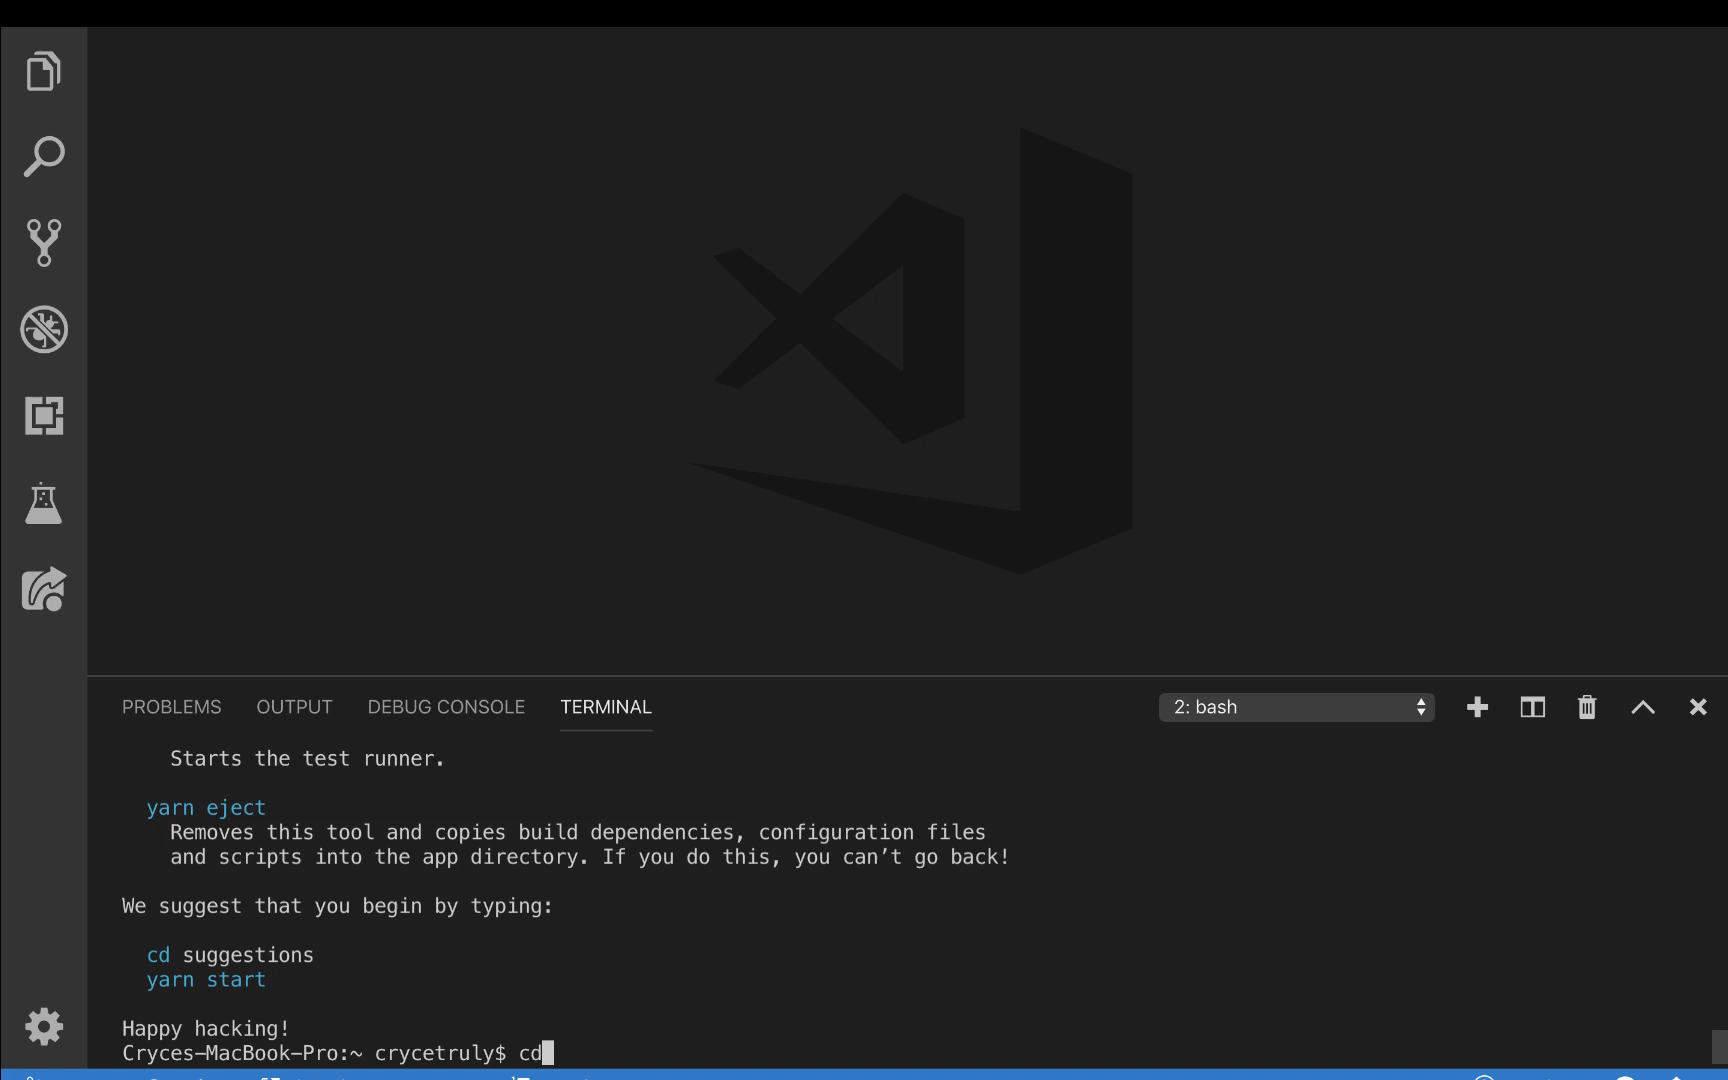 PROBLEMS OUTPUT DEBUG CONSOLE TERMINAL 2: bash
Starts the test runner.
yarn eject
Removes this tool and copies build dependencies, configuration files
and scripts into the app directory. If you do this, you can’t go back!
We suggest that you begin by typing:
cd suggestions
yarn start
Happy hacking!
Cryces-MacBook-Pro:~ crycetruly$ cd